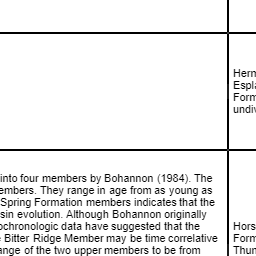 Hern
Espla
Form
undiv
into four members by Bohannon (1984). The
embers. They range in age from as young as
Spring Formation members indicates that the
sin evolution. Although Bohannon originally
ochronologic data have suggested that the
Bitter Ridge Member may be time correlative
ange of the two upper members to be from
Hors
Form
Thun